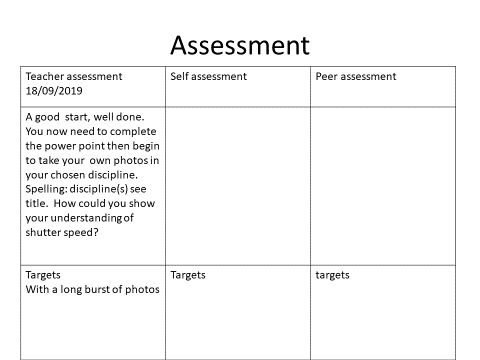 Assessment
Teacher assessment
18/09/2019
Self assessment
Peer assessment
A good start, well done.
You now need to complete
the power point then begin
to take your own photos in
your chosen discipline.
Spelling: discipline(s) see
title. How could you show
your understanding of
shutter speed?
Targets
With a long burst of photos
Targets
targets